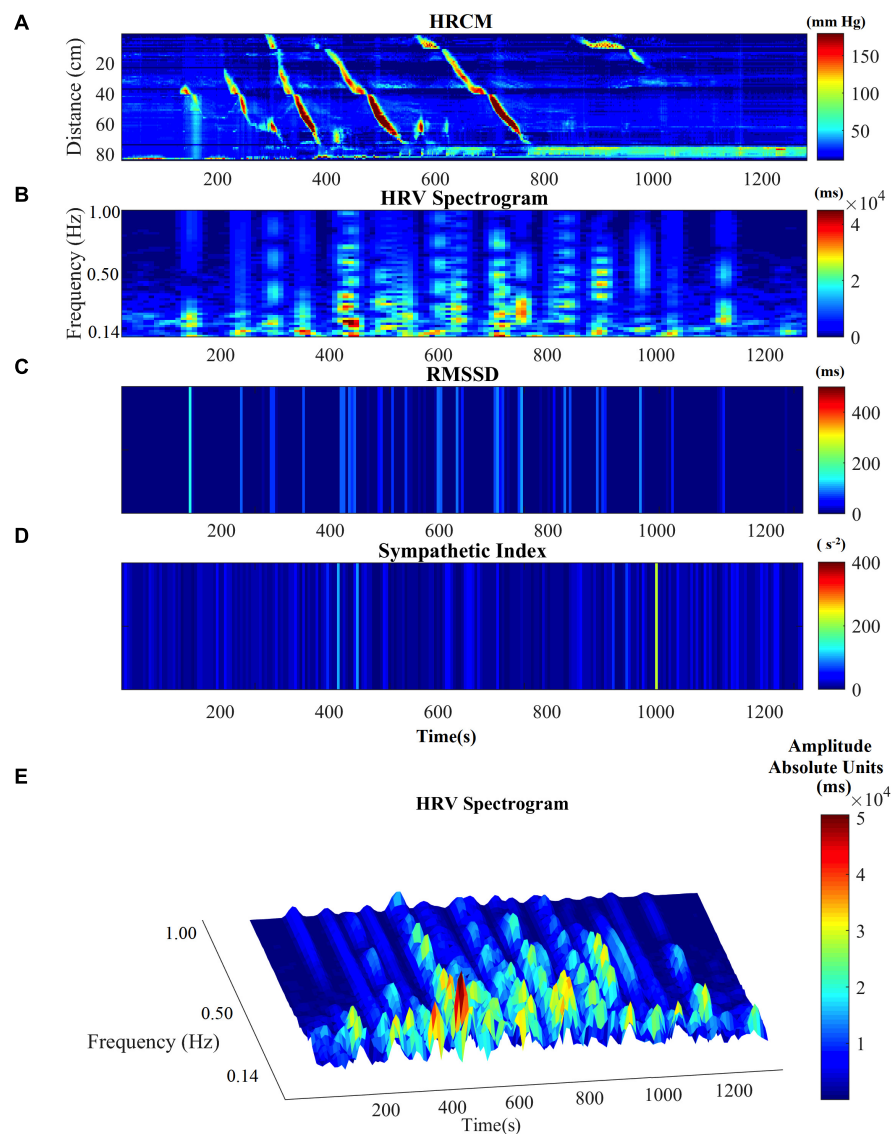 A
HRCM
(mm Hg)
Distance (cm)
20
40
60
80
150
100
50
200 400 600 800 1000 1200
B
HRV Spectrogram
(ms)
×10⁴
Frequency (Hz)
1.00
0.50
0.14
4
2
0
200 400 600 800 1000 1200
C
RMSSD
(ms)
400
200
0
200 400 600 800 1000 1200
D
Sympathetic Index
( s⁻²)
400
200
0
200 400 600 800 1000 1200
Time(s)
E
Amplitude
Absolute Units
(ms)
×10⁴
HRV Spectrogram
5
4
3
2
1
1.00
0.50
0.14
Frequency (Hz)
200 400 600 800 1000 1200
Time(s)